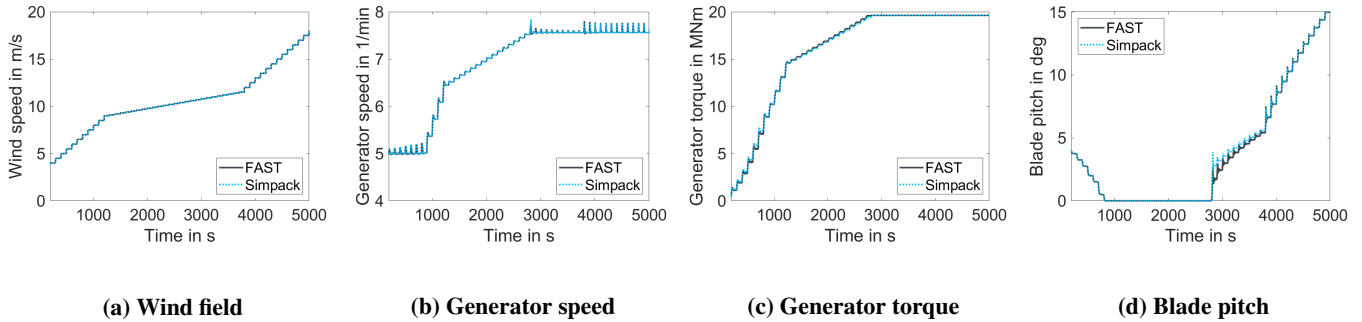 Wind speed in m/s
20
15
10
5
0
1000
2000
3000
4000
5000
Time in s
FAST
Simpack
(a) Wind field
Generator speed in 1/min
8
7
6
5
4
1000
2000
3000
4000
5000
Time in s
FAST
Simpack
(b) Generator speed
Generator torque in MNm
20
15
10
5
0
1000
2000
3000
4000
5000
Time in s
FAST
Simpack
(c) Generator torque
Blade pitch in deg
15
10
5
0
1000
2000
3000
4000
5000
Time in s
FAST
Simpack
(d) Blade pitch